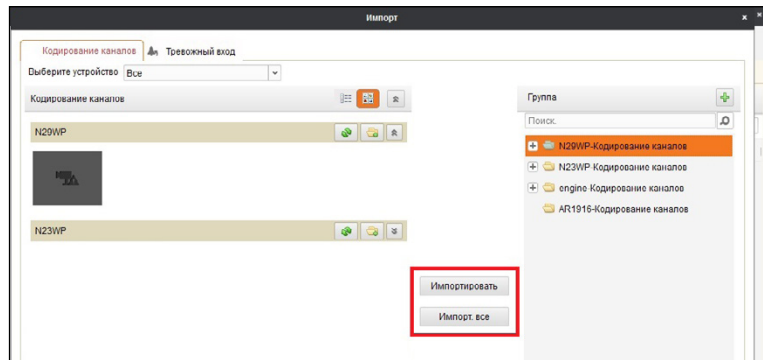 Импорт
Кодирование каналов
Тревожный вход
Выберите устройство Все
Кодирование каналов
N29WP
N23WP
Импортировать
Импорт. все
Группа
Поиск.
N29WP-Кодирование каналов
N23WP-Кодирование каналов
engine-Кодирование каналов
AR1916-Кодирование каналов